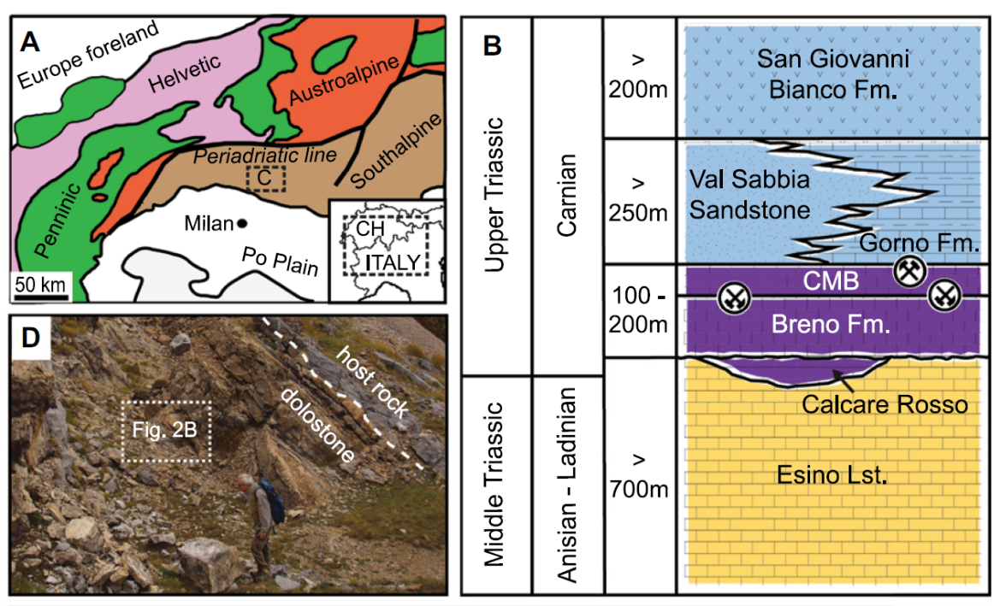 A
Europe foreland
Helvetic
Austroalpine
Periadriatic line
Southalpine
C
Penninic
Milan
CH
ITALY
Po Plain
50 km
B
Upper Triassic
Middle Triassic
Carnian
Anisian - Ladinian
>
200m
>
250m
100 -
200m
>
700m
San Giovanni
Bianco Fm.
Val Sabbia
Sandstone
Gorno Fm.
CMB
Breno Fm.
Calcare Rosso
Esino Lst.
D
host rock
dolostone
Fig. 2B